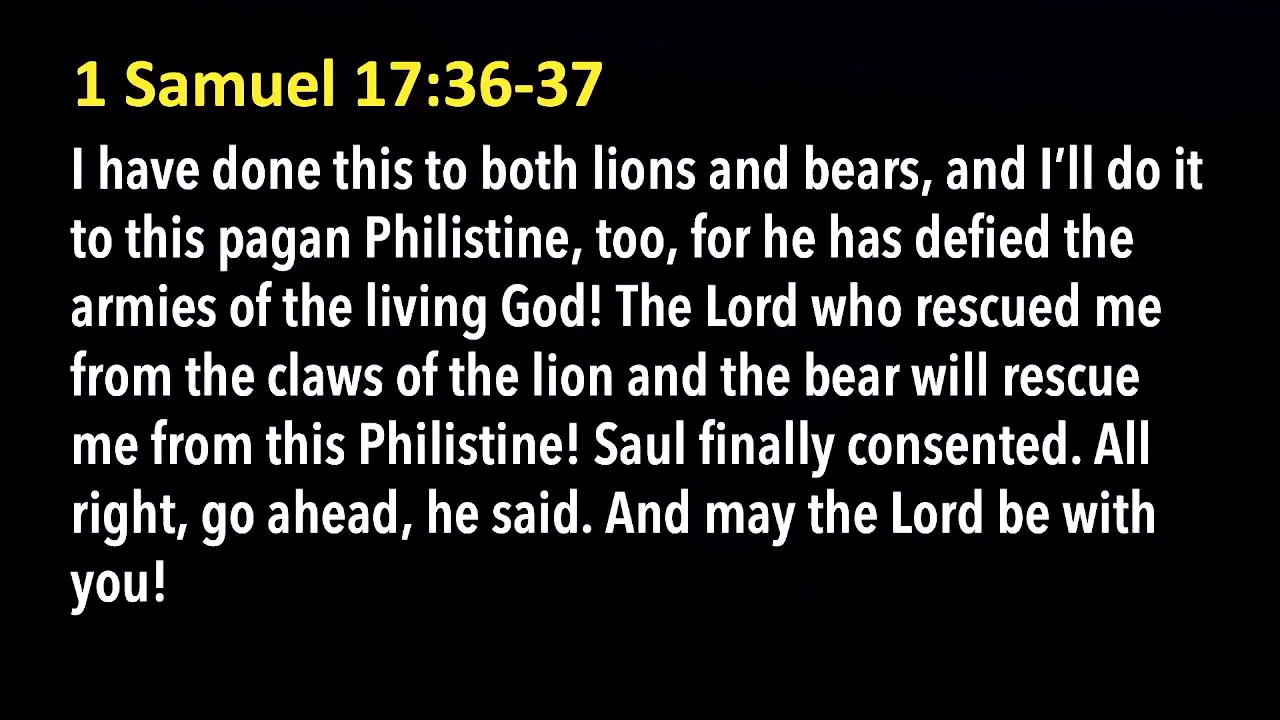 1 Samuel 17:36-37
I have done this to both lions and bears, and I’ll do it
to this pagan Philistine, too, for he has defied the
armies of the living God! The Lord who rescued me
from the claws of the lion and the bear will rescue
me from this Philistine! Saul finally consented. All
right, go ahead, he said. And may the Lord be with
you!